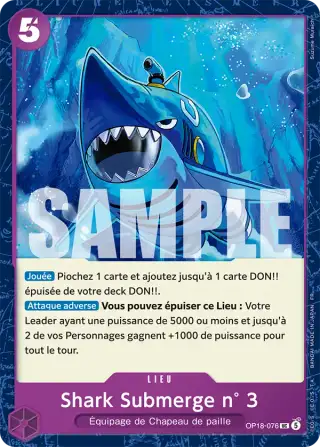 5
SAMPLE
Jouée Piochez 1 carte et ajoutez jusqu'à 1 carte DON!!
épuisée de votre deck DON!!.
Attaque adverse Vous pouvez épuiser ce Lieu : Votre
Leader ayant une puissance de 5000 ou moins et jusqu'à
2 de vos Personnages gagnent +1000 de puissance pour
tout le tour.
LIEU
Shark Submerge n° 3
Équipage de Chapeau de paille
OP18-076 UC